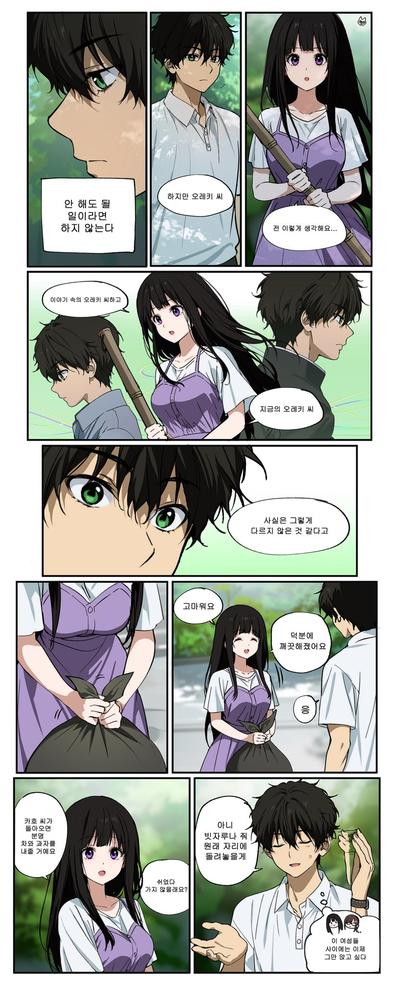 안 해도 될
일이라면
하지 않는다
하지만 오레키 씨
전 이렇게 생각해요...
이야기 속의 오레키 씨하고
지금의 오레키 씨
사실은 그렇게
다르지 않은 것 같다고
고마워요
덕분에
깨끗해졌어요
응
카호 씨가
돌아오면
분명
차와 과자를
내줄 거예요
쉬었다
가지 않을래요?
아니
빗자루나 줘
원래 자리에
돌려놓을게
이 여성들
사이에는 이제
그만 앉고 싶다